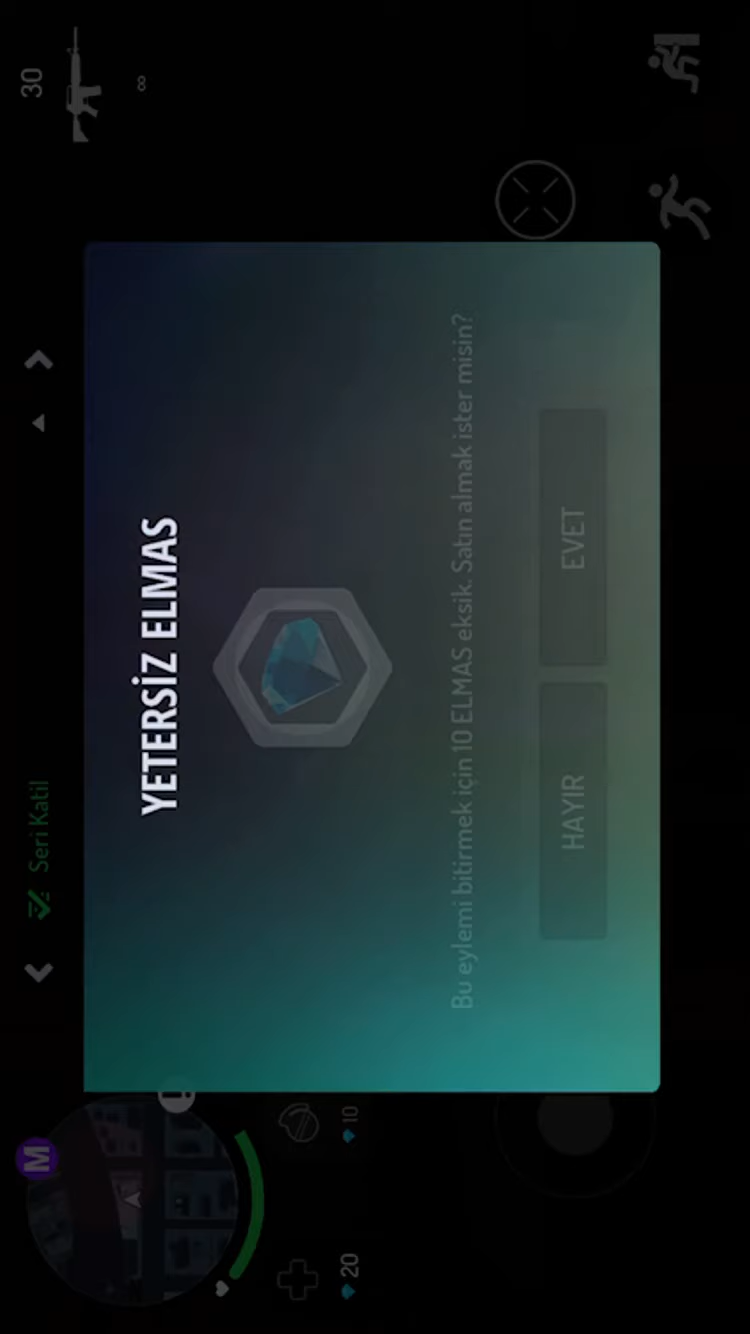 30
∞
Seri Katil
M
L
YETERSİZ ELMAS
Bu eylemi bitirmek için 10 ELMAS eksik. Satın almak ister misin?
HAYIR
EVET
20
10